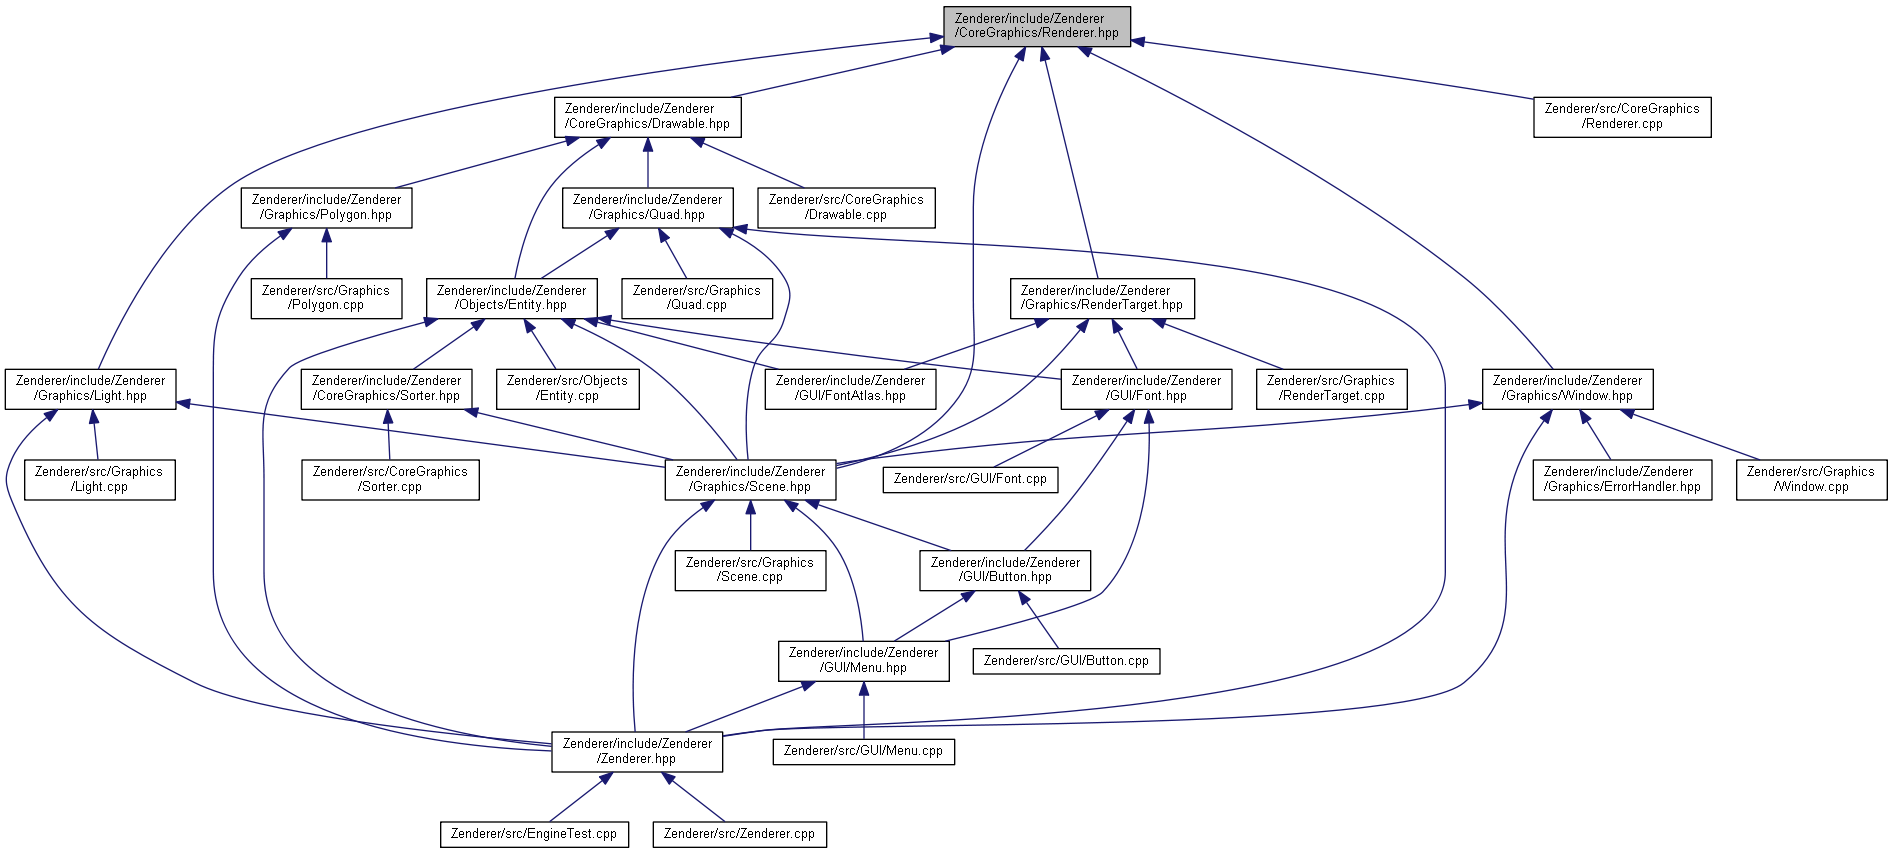 Zenderer/include/Zenderer
/CoreGraphics/Renderer.hpp
Zenderer/include/Zenderer
/CoreGraphics/Drawable.hpp
Zenderer/src/CoreGraphics
/Renderer.cpp
Zenderer/include/Zenderer
/Graphics/Polygon.hpp
Zenderer/include/Zenderer
/Graphics/Quad.hpp
Zenderer/src/CoreGraphics
/Drawable.cpp
Zenderer/src/Graphics
/Polygon.cpp
Zenderer/include/Zenderer
/Objects/Entity.hpp
Zenderer/src/Graphics
/Quad.cpp
Zenderer/include/Zenderer
/Graphics/RenderTarget.hpp
Zenderer/include/Zenderer
/Graphics/Light.hpp
Zenderer/include/Zenderer
/CoreGraphics/Sorter.hpp
Zenderer/src/Objects
/Entity.cpp
Zenderer/include/Zenderer
/GUI/FontAtlas.hpp
Zenderer/include/Zenderer
/GUI/Font.hpp
Zenderer/src/Graphics
/RenderTarget.cpp
Zenderer/include/Zenderer
/Graphics/Window.hpp
Zenderer/src/Graphics
/Light.cpp
Zenderer/src/CoreGraphics
/Sorter.cpp
Zenderer/include/Zenderer
/Graphics/Scene.hpp
Zenderer/src/GUI/Font.cpp
Zenderer/include/Zenderer
/Graphics/ErrorHandler.hpp
Zenderer/src/Graphics
/Window.cpp
Zenderer/src/Graphics
/Scene.cpp
Zenderer/include/Zenderer
/GUI/Button.hpp
Zenderer/include/Zenderer
/GUI/Menu.hpp
Zenderer/src/GUI/Button.cpp
Zenderer/include/Zenderer
/Zenderer.hpp
Zenderer/src/GUI/Menu.cpp
Zenderer/src/EngineTest.cpp
Zenderer/src/Zenderer.cpp